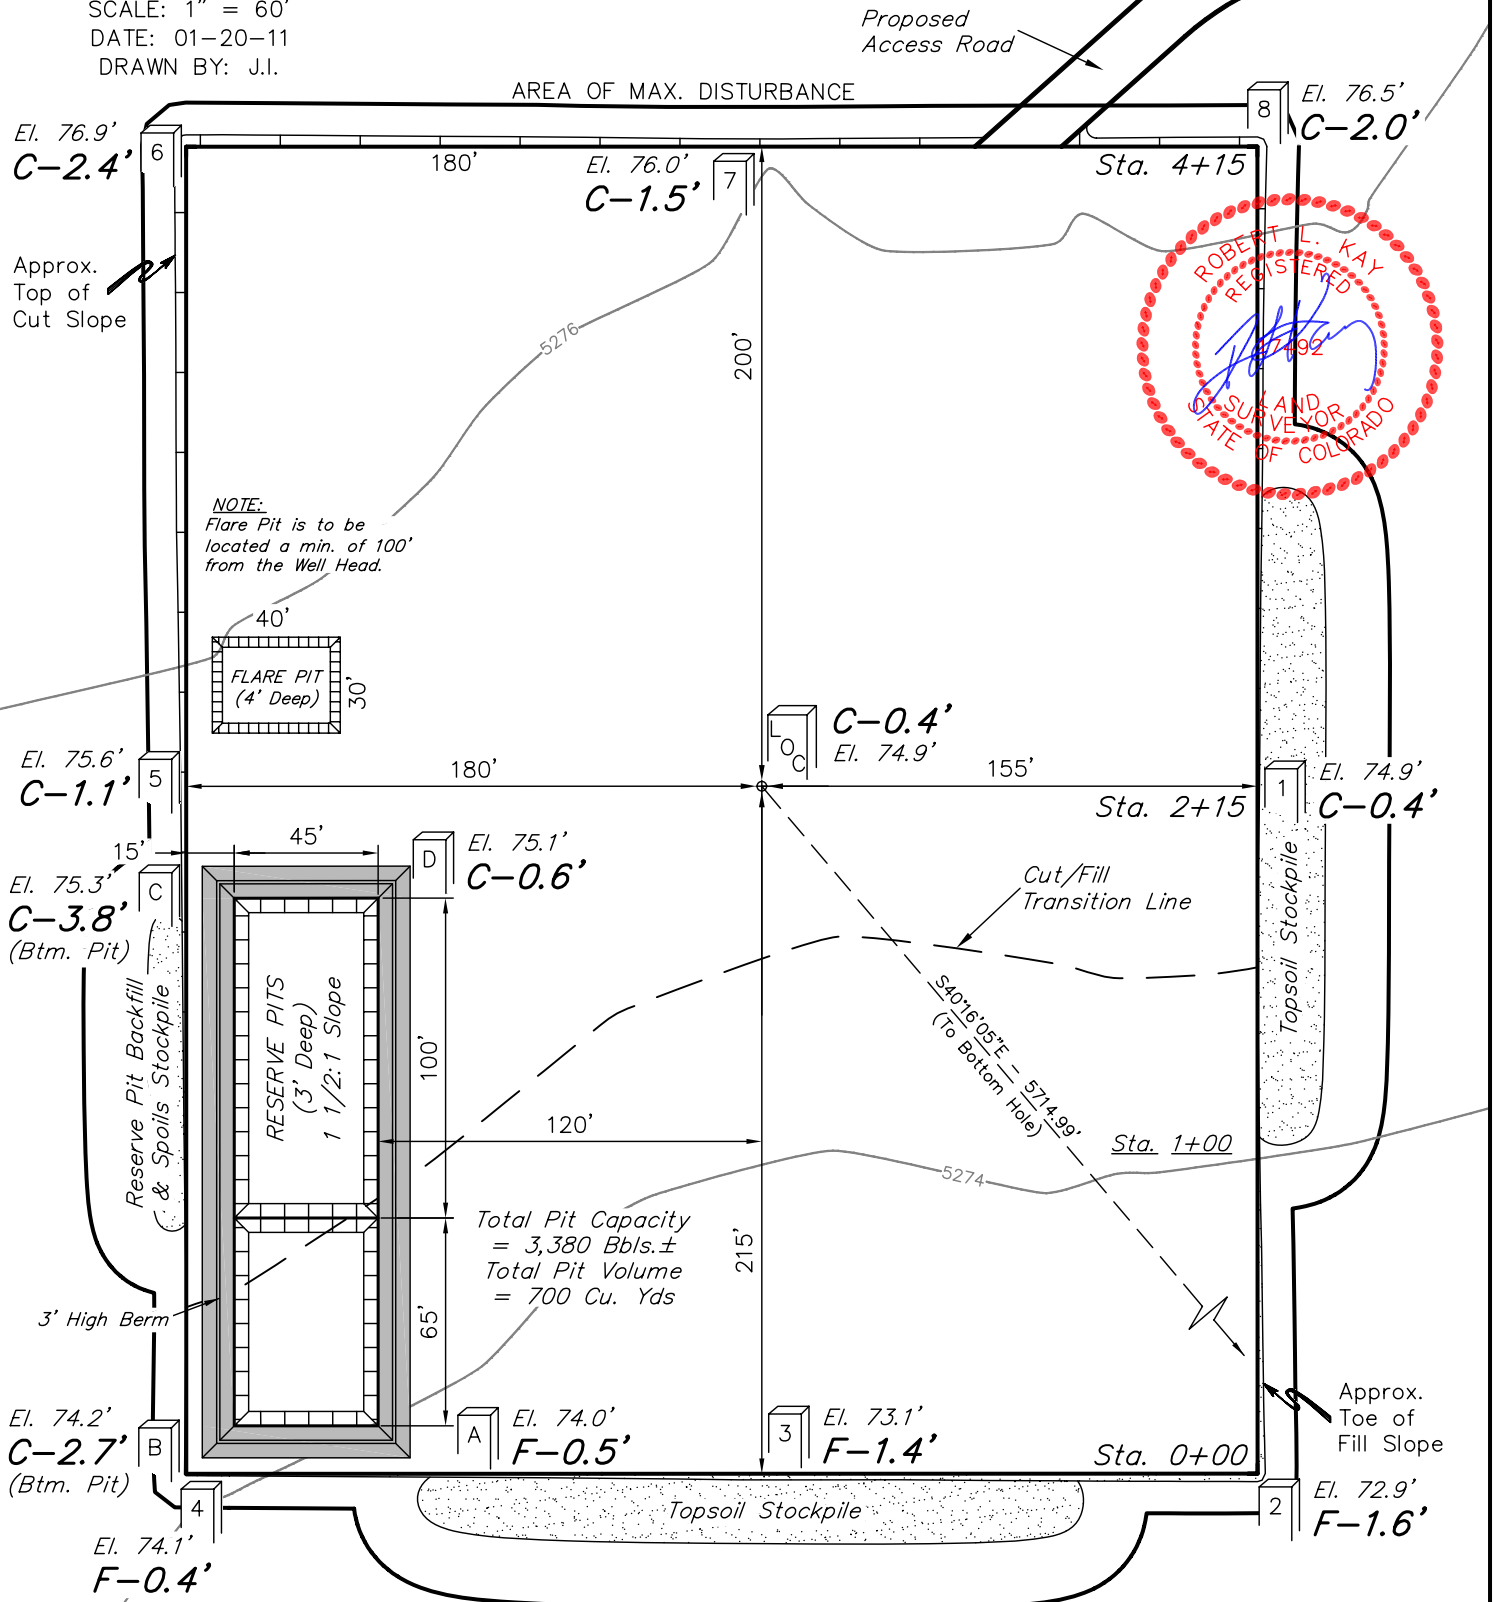 SCALE: 1" = 60'
DATE: 01-20-11
DRAWN BY: J.I.
Proposed
Access Road
AREA OF MAX. DISTURBANCE
El. 76.9'
C-2.4'
6
180'
El. 76.0'
C-1.5'
7
8
El. 76.5'
C-2.0'
Sta. 4+15
Approx.
Top of
Cut Slope
5276
200'
ROBERT L. KAY
REGISTERED
7492
LAND
SURVEYOR
STATE OF COLORADO
NOTE:
Flare Pit is to be
located a min. of 100'
from the Well Head.
40'
FLARE PIT
(4' Deep)
30'
El. 75.6'
C-1.1'
5
180'
LOC
C-0.4'
El. 74.9'
155'
Sta. 2+15
1
El. 74.9'
C-0.4'
15'
45'
D
El. 75.1'
C-0.6'
El. 75.3'
C-3.8'
(Btm. Pit)
C
Cut/Fill
Transition Line
Topsoil Stockpile
Reserve Pit Backfill
& Spoils Stockpile
RESERVE PITS
(3' Deep)
1 1/2:1 Slope
100'
120'
S40°16'05"E - 5714.99'
(To Bottom Hole)
Sta. 1+00
5274
Total Pit Capacity
= 3,380 Bbls.±
Total Pit Volume
= 700 Cu. Yds
215'
3' High Berm
65'
El. 74.2'
C-2.7'
(Btm. Pit)
B
A
El. 74.0'
F-0.5'
3
El. 73.1'
F-1.4'
Sta. 0+00
Approx.
Toe of
Fill Slope
4
El. 74.1'
F-0.4'
Topsoil Stockpile
2
El. 72.9'
F-1.6'